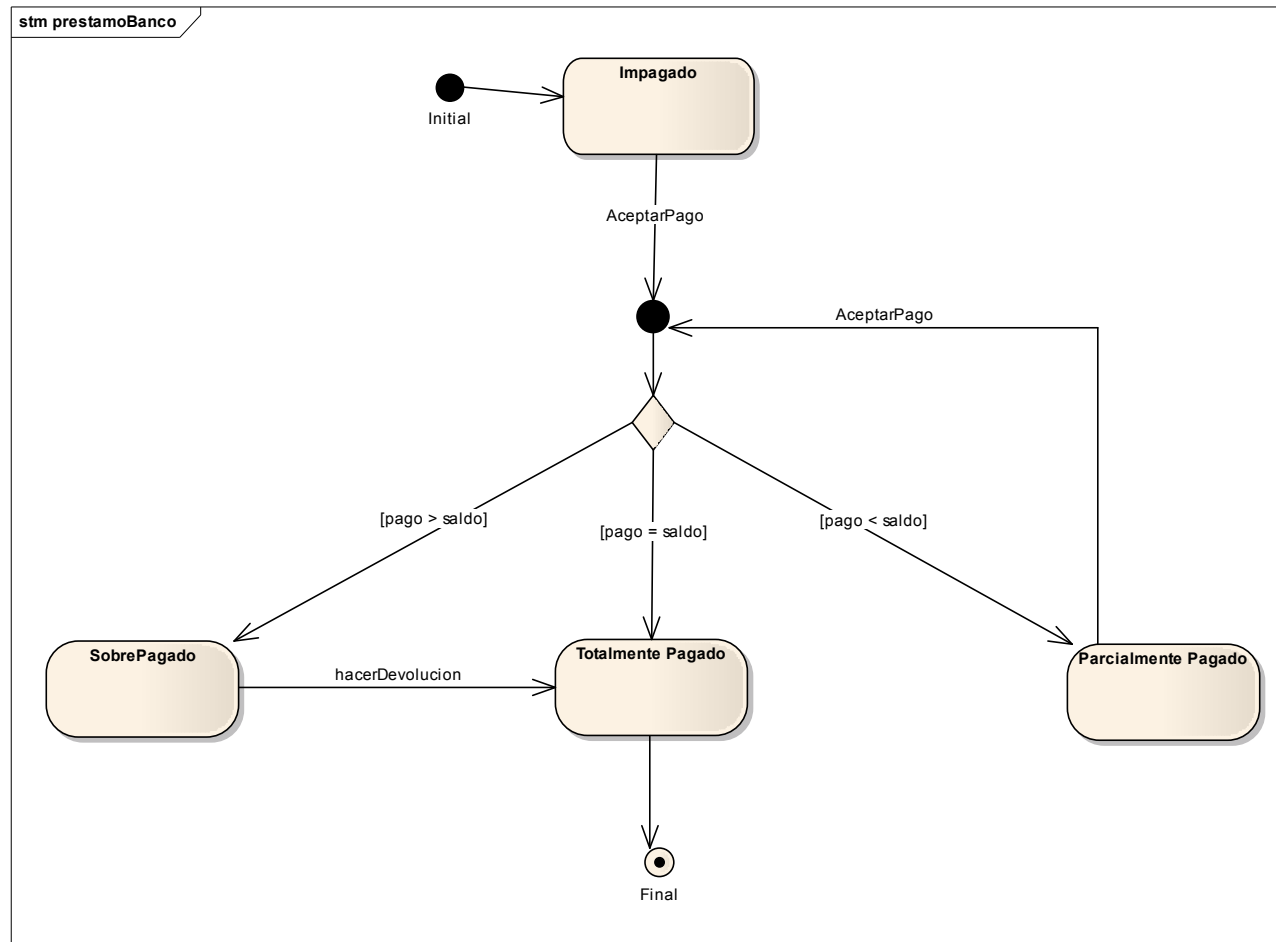 stm prestamoBanco
Impagado
Initial
AceptarPago
AceptarPago
[pago > saldo]
[pago = saldo]
[pago < saldo]
SobrePagado
Totalmente Pagado
Parcialmente Pagado
hacerDevolucion
Final